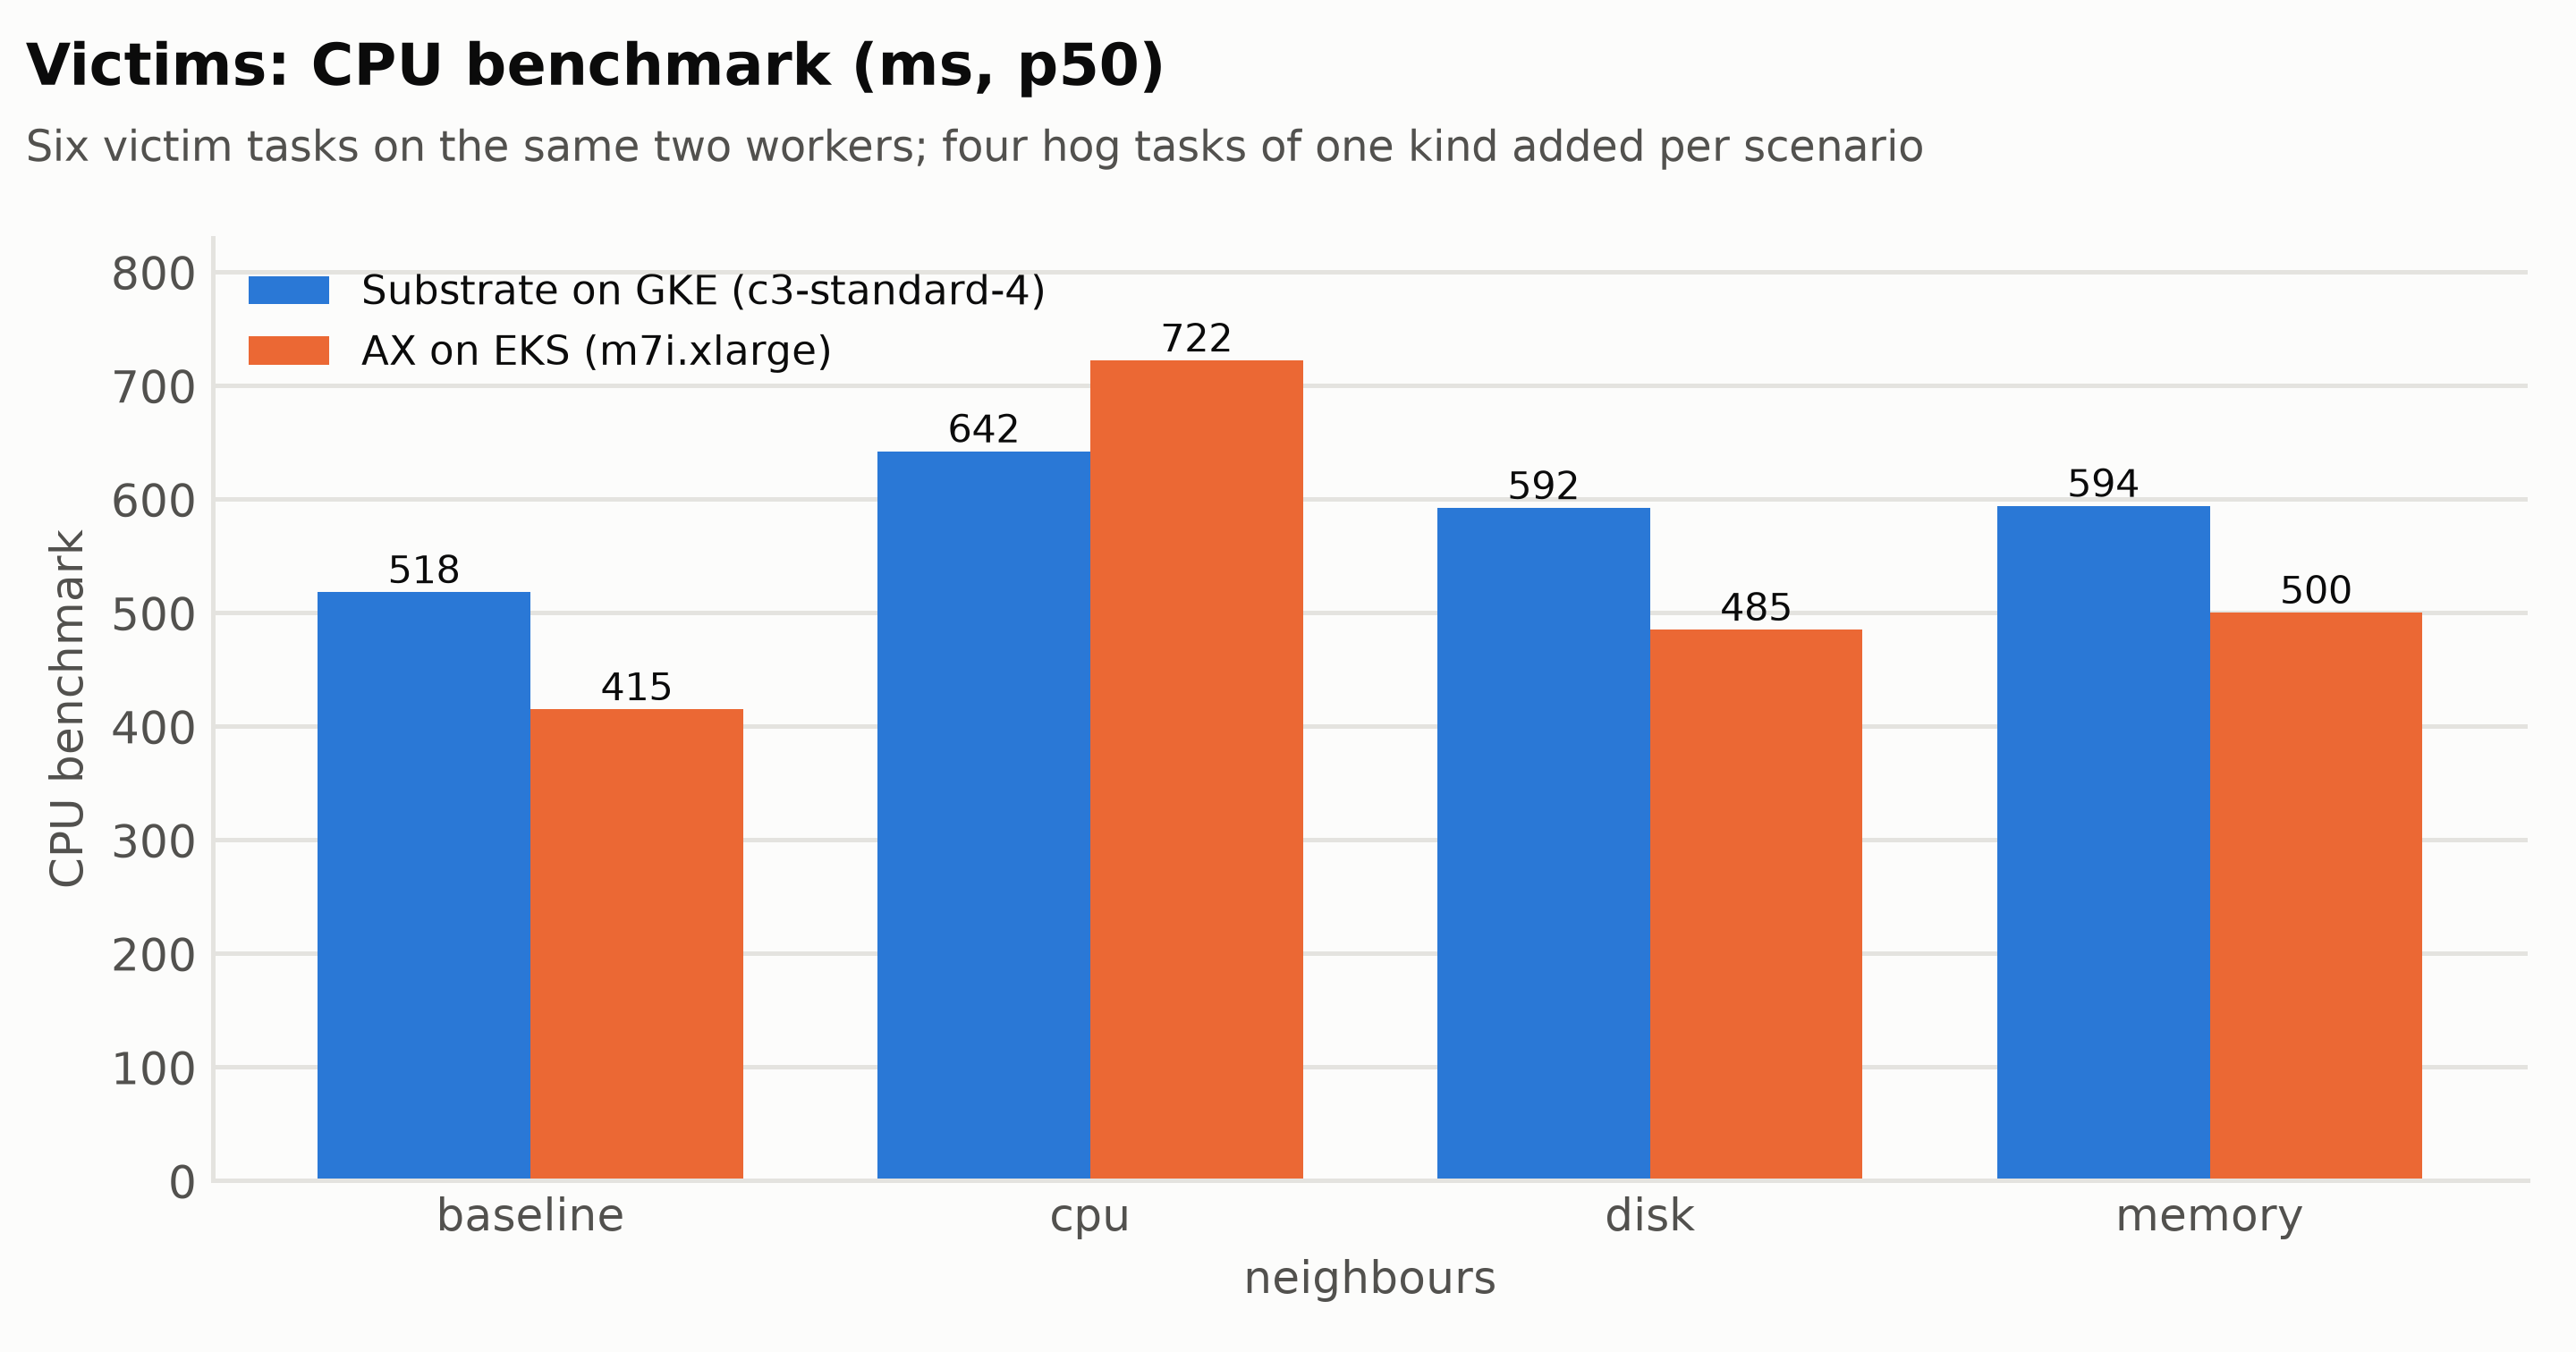 Victims: CPU benchmark (ms, p50)
Six victim tasks on the same two workers; four hog tasks of one kind added per scenario
Substrate on GKE (c3-standard-4)
AX on EKS (m7i.xlarge)
CPU benchmark
800
700
600
500
400
300
200
100
0
518
415
642
722
592
485
594
500
baseline
cpu
disk
memory
neighbours